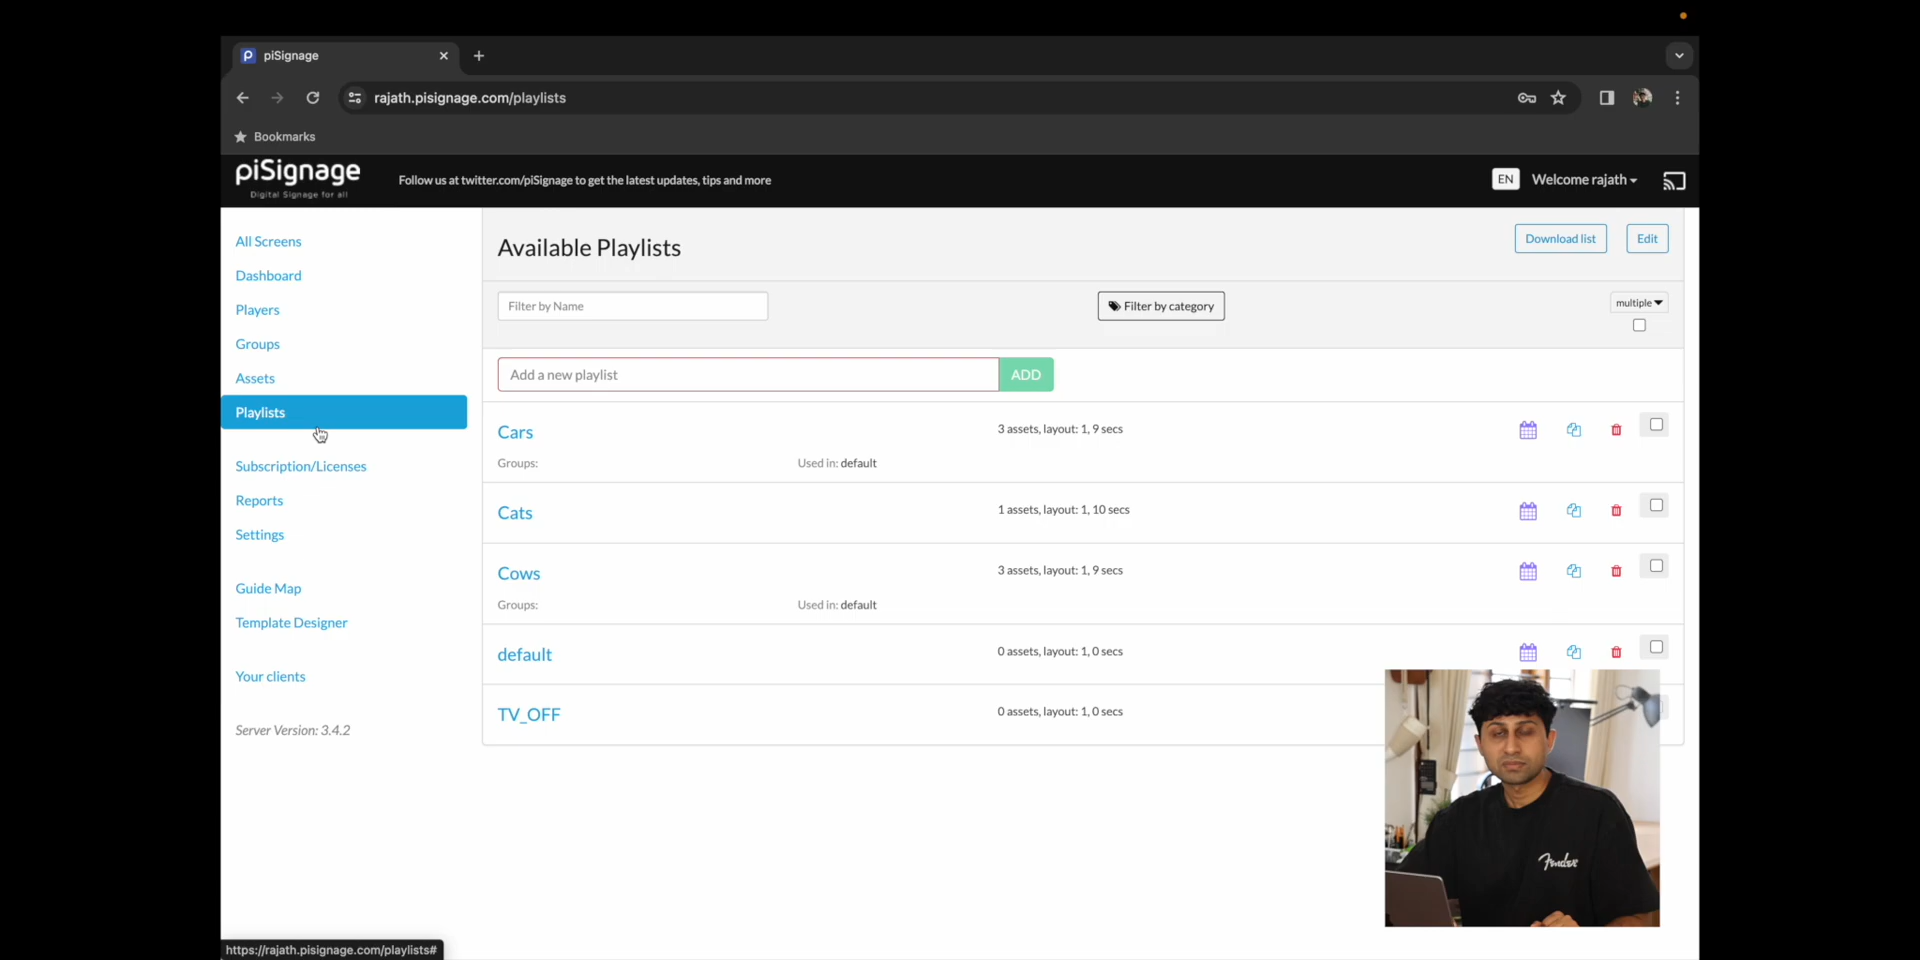 piSignage
rajath.pisignage.com/playlists
Bookmarks
piSignage
Digital Signage for all
Follow us at twitter.com/piSignage to get the latest updates, tips and more
EN
Welcome rajath
All Screens
Dashboard
Players
Groups
Assets
Playlists
Subscription/Licenses
Reports
Settings
Guide Map
Template Designer
Your clients
Server Version: 3.4.2
Available Playlists
Download list
Edit
Filter by Name
Filter by category
multiple
Add a new playlist
ADD
Cars
3 assets, layout: 1, 9 secs
Groups:
Used in: default
Cats
1 assets, layout: 1, 10 secs
Cows
3 assets, layout: 1, 9 secs
Groups:
Used in: default
default
0 assets, layout: 1, 0 secs
TV_OFF
0 assets, layout: 1, 0 secs
Fender
https://rajath.pisignage.com/playlists#